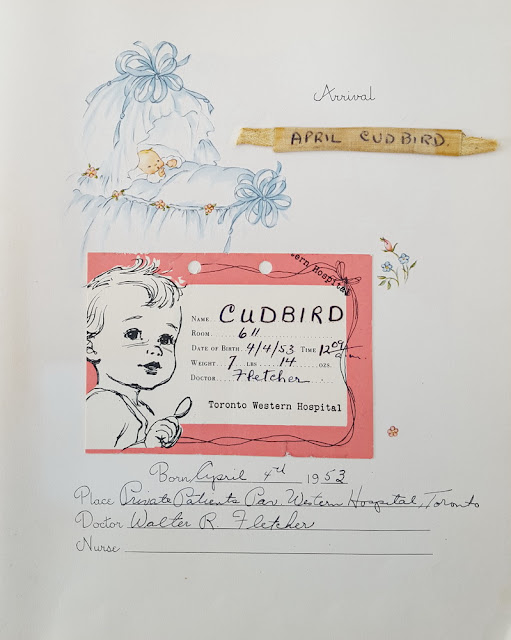 Arrival
APRIL CUDBIRD.
ern Hospital
NAME CUDBIRD
ROOM 611
DATE OF BIRTH 4/4/53 TIME 12 09 a.m.
WEIGHT 7 LBS 14 OZS.
DOCTOR Fletcher
Toronto Western Hospital
Born April 4th 1953
Place Private Patients Pav. Western Hospital, Toronto
Doctor Walter R. Fletcher
Nurse